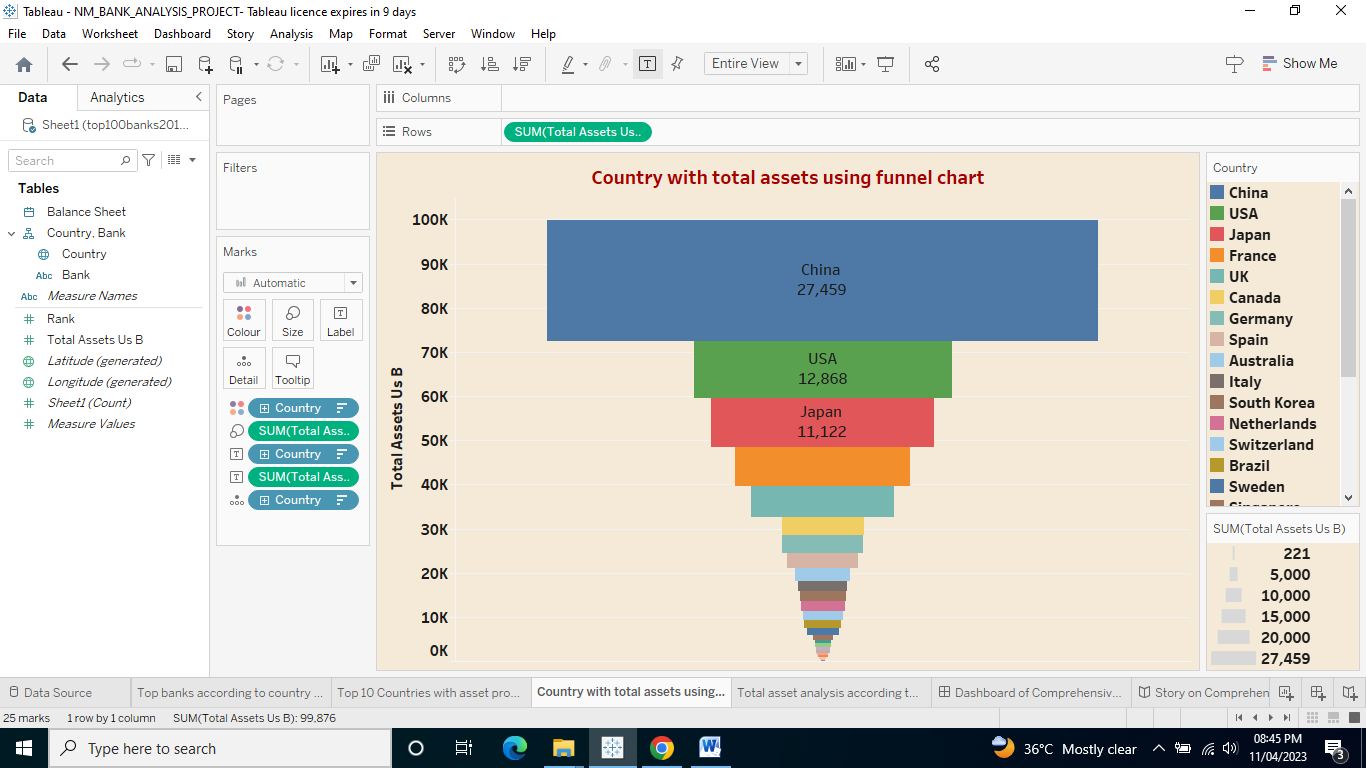 Tableau - NM_BANK_ANALYSIS_PROJECT- Tableau licence expires in 9 days
File Data Worksheet Dashboard Story Analysis Map Format Server Window Help
Entire View
Show Me
Data Analytics
Sheet1 (top100banks201...
Search
Tables
Balance Sheet
Country, Bank
Country
Abc Bank
Abc Measure Names
Rank
Total Assets Us B
Latitude (generated)
Longitude (generated)
Sheet1 (Count)
Measure Values
Pages
Filters
Marks
Automatic
Colour Size Label
Detail Tooltip
Country
SUM(Total Ass..
Country
SUM(Total Ass..
Country
Columns
Rows SUM(Total Assets Us..
Country with total assets using funnel chart
Total Assets Us B
100K
90K
80K
70K
60K
50K
40K
30K
20K
10K
0K
China
27,459
USA
12,868
Japan
11,122
Country
China
USA
Japan
France
UK
Canada
Germany
Spain
Australia
Italy
South Korea
Netherlands
Switzerland
Brazil
Sweden
SUM(Total Assets Us B)
221
5,000
10,000
15,000
20,000
27,459
Data Source Top banks according to country ... Top 10 Countries with asset pro... Country with total assets using... Total asset analysis according t... Dashboard of Comprehensiv... Story on Comprehen
25 marks 1 row by 1 column SUM(Total Assets Us B): 99,876
Type here to search
36°C Mostly clear
08:45 PM
11/04/2023
3